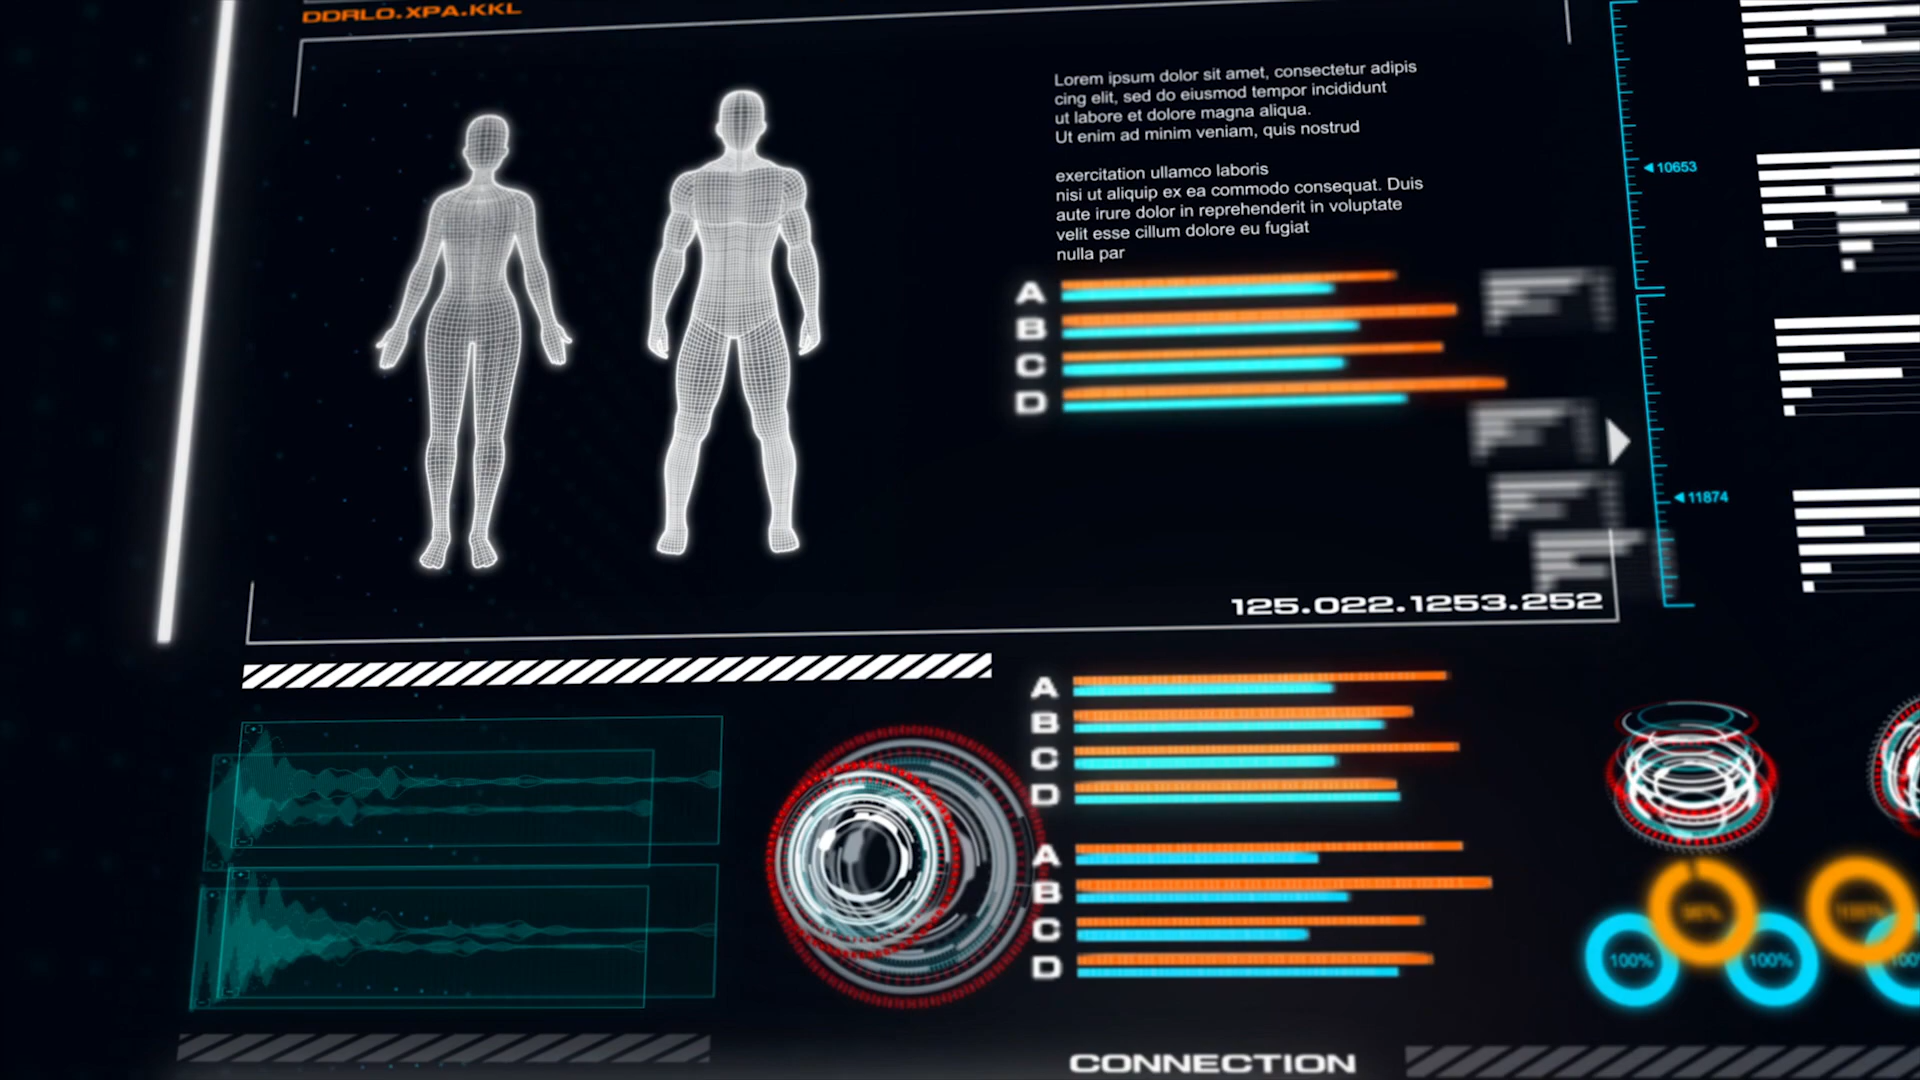 DDRLO.XPA.KKL
Lorem ipsum dolor sit amet, consectetur adipis
cing elit, sed do eiusmod tempor incididunt
ut labore et dolore magna aliqua.
Ut enim ad minim veniam, quis nostrud
exercitation ullamco laboris
nisi ut aliquip ex ea commodo consequat. Duis
aute irure dolor in reprehenderit in voluptate
velit esse cillum dolore eu fugiat
nulla par
A
B
C
D
10653
11874
125.022.1253.252
A
B
C
D
A
B
C
D
100%
100%
100%
CONNECTION